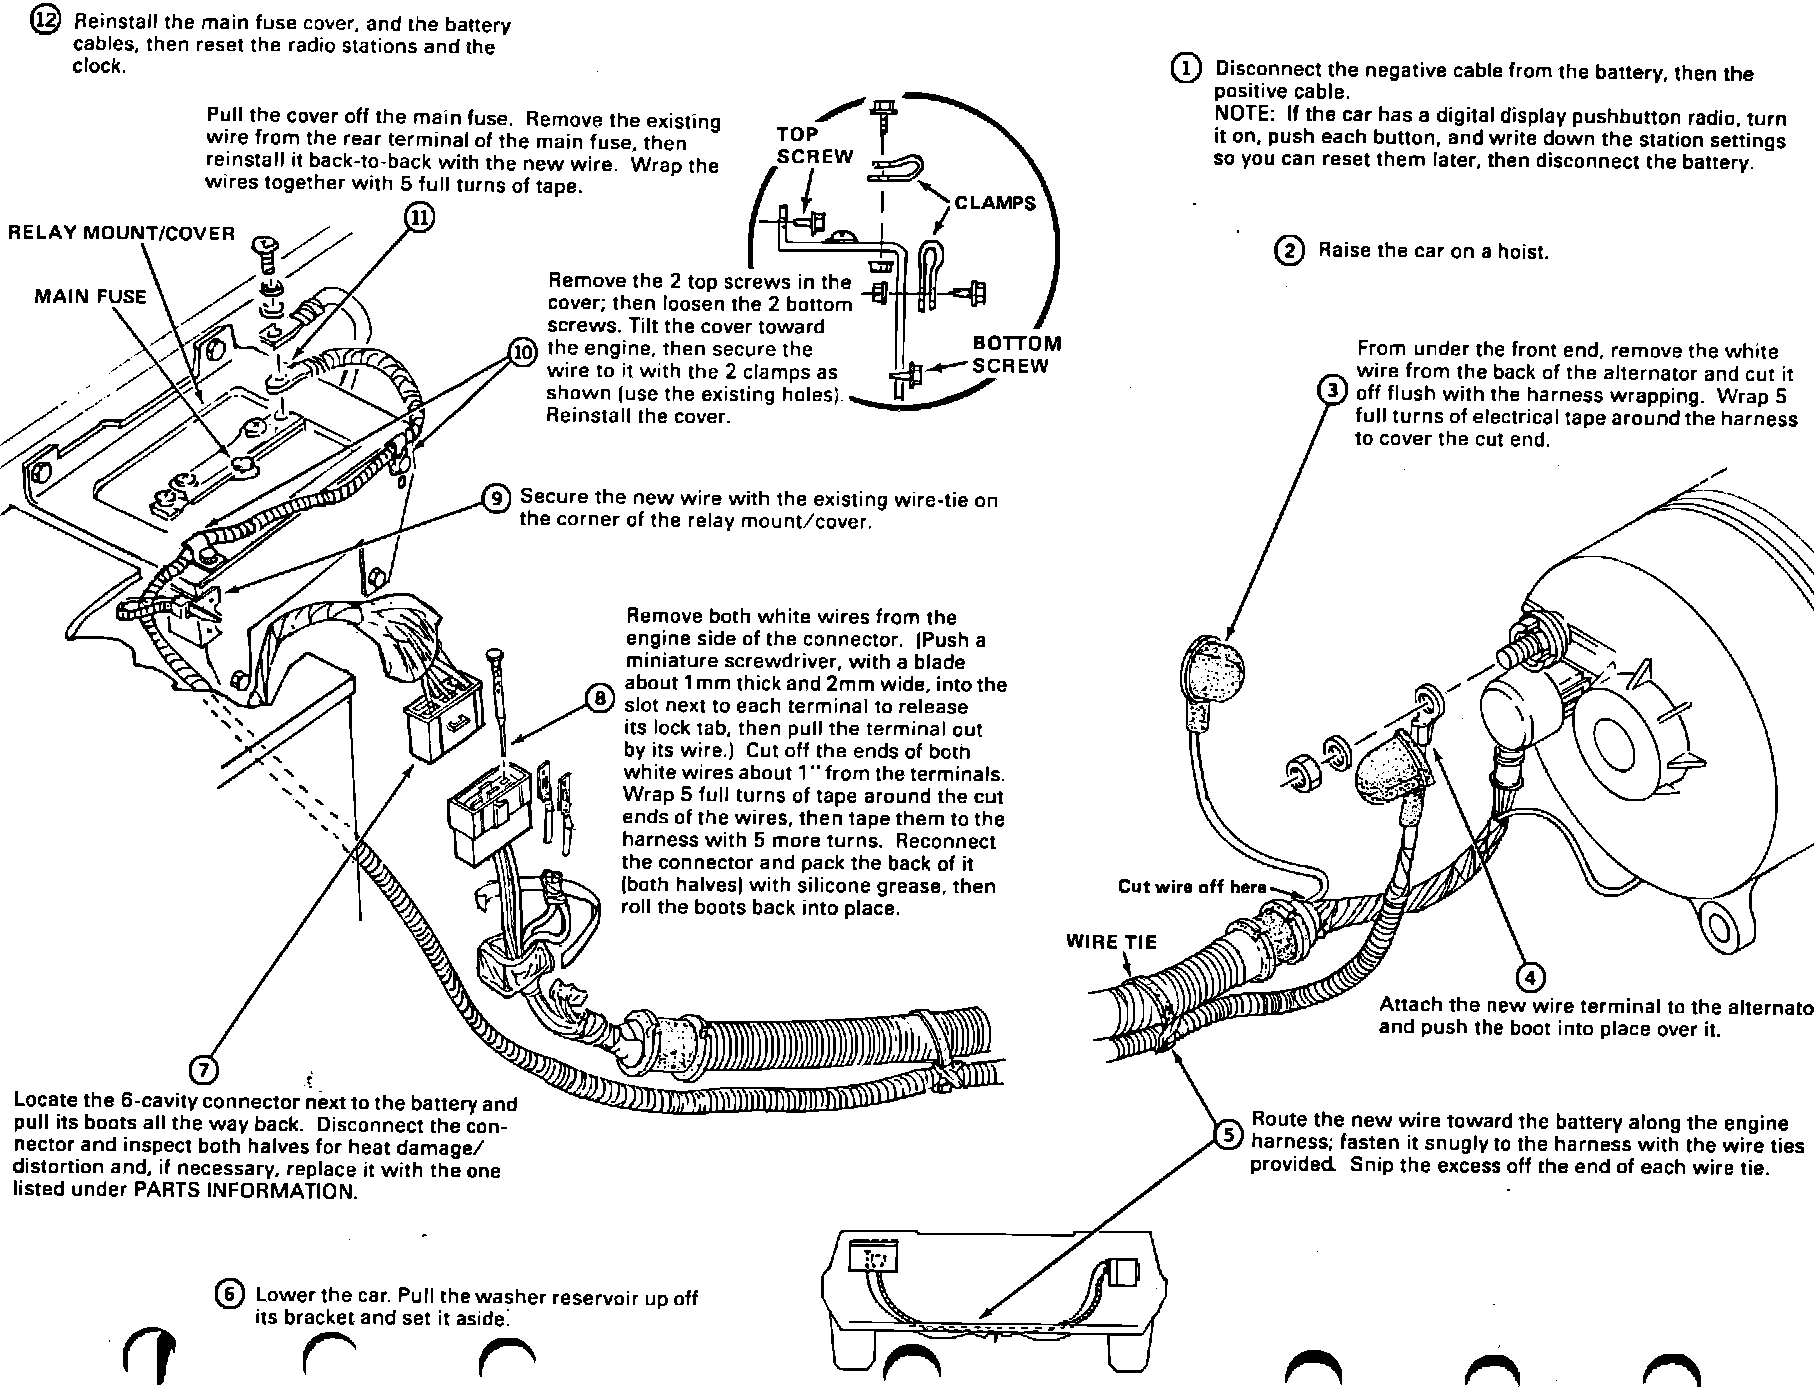 ⑫ Reinstall the main fuse cover, and the battery
cables, then reset the radio stations and the
clock.
Pull the cover off the main fuse. Remove the existing
wire from the rear terminal of the main fuse, then
reinstall it back-to-back with the new wire. Wrap the
wires together with 5 full turns of tape.
⑪
RELAY MOUNT/COVER
MAIN FUSE
TOP
SCREW
CLAMPS
BOTTOM
SCREW
Remove the 2 top screws in the
cover; then loosen the 2 bottom
screws. Tilt the cover toward
⑩ the engine, then secure the
wire to it with the 2 clamps as
shown (use the existing holes).
Reinstall the cover.
⑨ Secure the new wire with the existing wire-tie on
the corner of the relay mount/cover.
Remove both white wires from the
engine side of the connector. (Push a
miniature screwdriver, with a blade
⑧ about 1mm thick and 2mm wide, into the
slot next to each terminal to release
its lock tab, then pull the terminal out
by its wire.) Cut off the ends of both
white wires about 1" from the terminals.
Wrap 5 full turns of tape around the cut
ends of the wires, then tape them to the
harness with 5 more turns. Reconnect
the connector and pack the back of it
(both halves) with silicone grease, then
roll the boots back into place.
⑦
Locate the 6-cavity connector next to the battery and
pull its boots all the way back. Disconnect the con-
nector and inspect both halves for heat damage/
distortion and, if necessary, replace it with the one
listed under PARTS INFORMATION.
⑥ Lower the car. Pull the washer reservoir up off
its bracket and set it aside.
① Disconnect the negative cable from the battery, then the
positive cable.
NOTE: If the car has a digital display pushbutton radio, turn
it on, push each button, and write down the station settings
so you can reset them later, then disconnect the battery.
② Raise the car on a hoist.
From under the front end, remove the white
wire from the back of the alternator and cut it
③ off flush with the harness wrapping. Wrap 5
full turns of electrical tape around the harness
to cover the cut end.
Cut wire off here
WIRE TIE
④
Attach the new wire terminal to the alternato
and push the boot into place over it.
Route the new wire toward the battery along the engine
⑤ harness; fasten it snugly to the harness with the wire ties
provided. Snip the excess off the end of each wire tie.